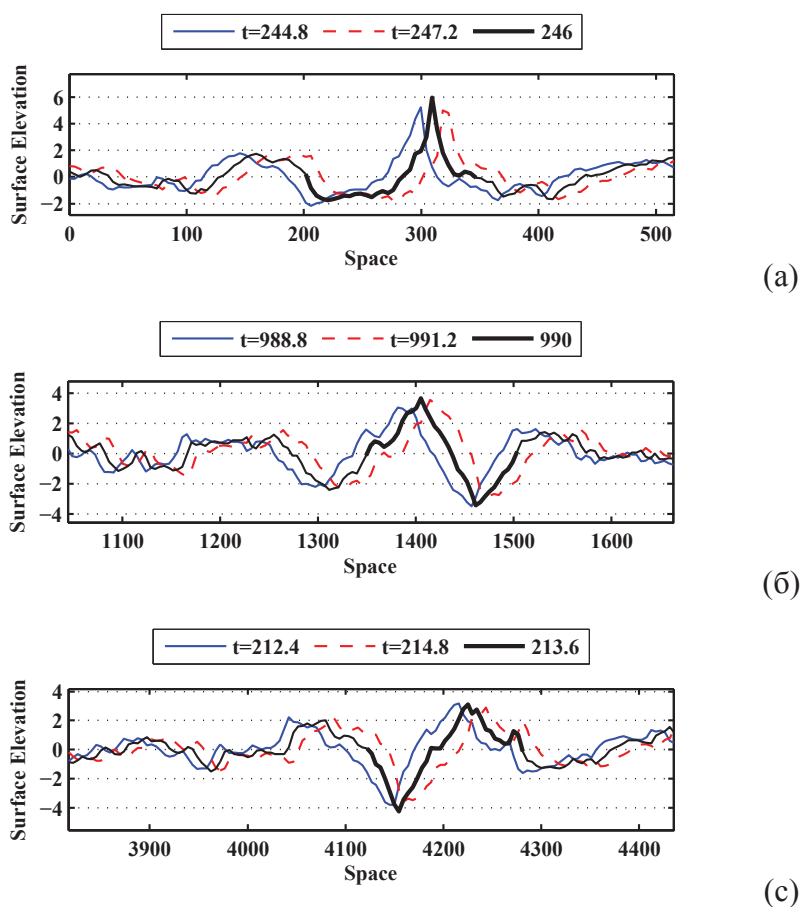 t=244.8 t=247.2 246
Surface Elevation
6
4
2
0
−2
0 100 200 300 400 500
Space
(а)
t=988.8 t=991.2 990
Surface Elevation
4
2
0
−2
−4
1100 1200 1300 1400 1500 1600
Space
(б)
t=212.4 t=214.8 213.6
Surface Elevation
4
2
0
−2
−4
3900 4000 4100 4200 4300 4400
Space
(с)